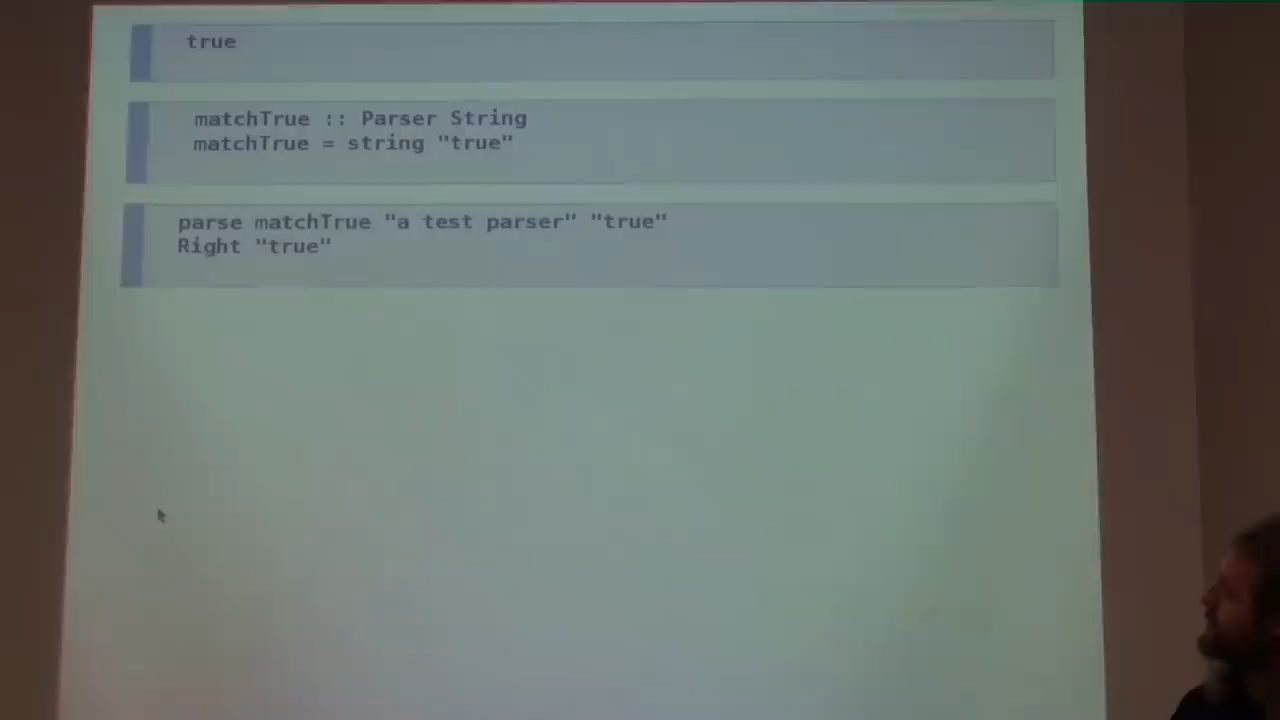 true
matchTrue :: Parser String
matchTrue = string "true"
parse matchTrue "a test parser" "true"
Right "true"